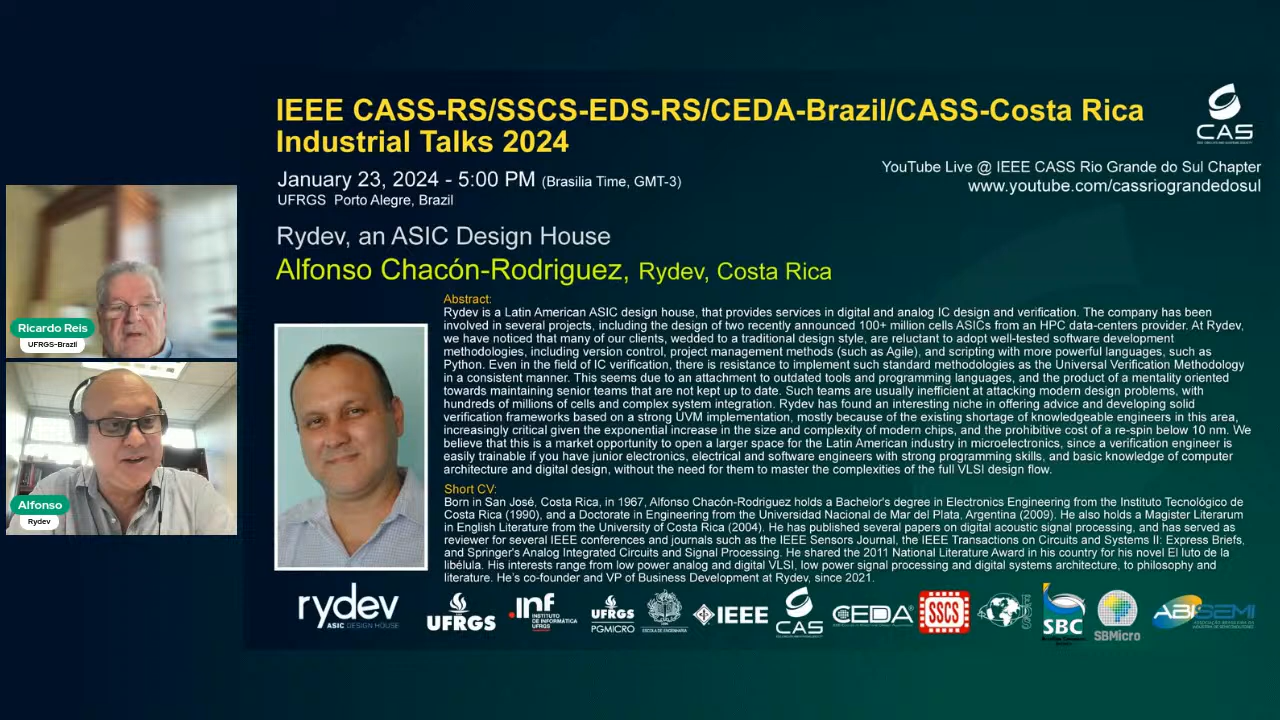 IEEE CASS-RS/SSCS-EDS-RS/CEDA-Brazil/CASS-Costa Rica
Industrial Talks 2024
CAS
January 23, 2024 - 5:00 PM (Brasilia Time, GMT-3)
UFRGS Porto Alegre, Brazil
YouTube Live @ IEEE CASS Rio Grande do Sul Chapter
www.youtube.com/cassriograndedosul
Rydev, an ASIC Design House
Alfonso Chacón-Rodriguez, Rydev, Costa Rica
Ricardo Reis
UFRGS-Brazil
Alfonso
Rydev
Abstract:
Rydev is a Latin American ASIC design house, that provides services in digital and analog IC design and verification. The company has been
involved in several projects, including the design of two recently announced 100+ million cells ASICs from an HPC data-centers provider. At Rydev,
we have noticed that many of our clients, wedded to a traditional design style, are reluctant to adopt well-tested software development
methodologies, including version control, project management methods (such as Agile), and scripting with more powerful languages, such as
Python. Even in the field of IC verification, there is resistance to implement such standard methodologies as the Universal Verification Methodology
in a consistent manner. This seems due to an attachment to outdated tools and programming languages, and the product of a mentality oriented
towards maintaining senior teams that are not kept up to date. Such teams are usually inefficient at attacking modern design problems, with
hundreds of millions of cells and complex system integration. Rydev has found an interesting niche in offering advice and developing solid
verification frameworks based on a strong UVM implementation, mostly because of the existing shortage of knowledgeable engineers in this area,
increasingly critical given the exponential increase in the size and complexity of modern chips, and the prohibitive cost of a re-spin below 10 nm. We
believe that this is a market opportunity to open a larger space for the Latin American industry in microelectronics, since a verification engineer is
easily trainable if you have junior electronics, electrical and software engineers with strong programming skills, and basic knowledge of computer
architecture and digital design, without the need for them to master the complexities of the full VLSI design flow.
Short CV:
Born in San José, Costa Rica, in 1967, Alfonso Chacón-Rodriguez holds a Bachelor's degree in Electronics Engineering from the Instituto Tecnológico de
Costa Rica (1990), and a Doctorate in Engineering from the Universidad Nacional de Mar del Plata, Argentina (2009). He also holds a Magister Literarum
in English Literature from the University of Costa Rica (2004). He has published several papers on digital acoustic signal processing, and has served as
reviewer for several IEEE conferences and journals such as the IEEE Sensors Journal, the IEEE Transactions on Circuits and Systems II: Express Briefs,
and Springer's Analog Integrated Circuits and Signal Processing. He shared the 2011 National Literature Award in his country for his novel El luto de la
libélula. His interests range from low power analog and digital VLSI, low power signal processing and digital systems architecture, to philosophy and
literature. He's co-founder and VP of Business Development at Rydev, since 2021.
rydev
ASIC DESIGN HOUSE
UFRGS
inf
INSTITUTO
DE INFORMÁTICA
UFRGS
UFRGS
PGMICRO
ESCOLA DE ENGENHARIA
IEEE
CAS
CEDA
SSCS
EDS
SBC
SBMicro
ABISEMI